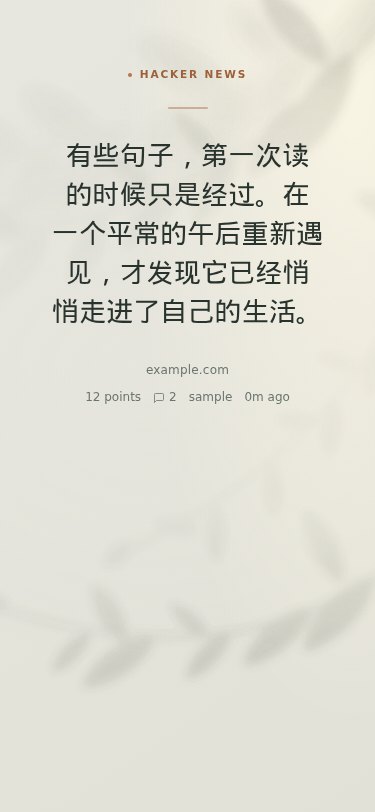 • HACKER NEWS
有些句子，第一次读
的时候只是经过。在
一个平常的午后重新遇
见，才发现它已经悄
悄走进了自己的生活。
example.com
12 points 2 sample 0m ago